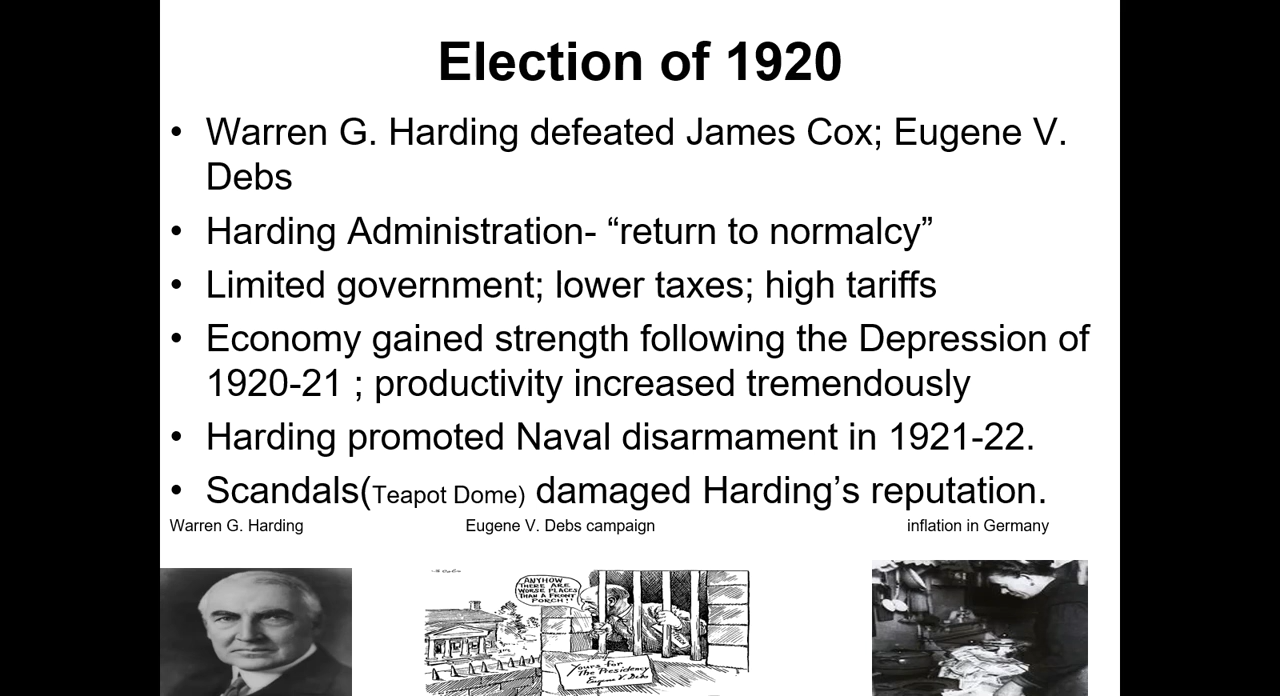 Election of 1920
• Warren G. Harding defeated James Cox; Eugene V.
Debs
• Harding Administration- “return to normalcy”
• Limited government; lower taxes; high tariffs
• Economy gained strength following the Depression of
1920-21 ; productivity increased tremendously
• Harding promoted Naval disarmament in 1921-22.
• Scandals(Teapot Dome) damaged Harding’s reputation.
Warren G. Harding
Eugene V. Debs campaign
inflation in Germany
ANYHOW
THERE ARE
WORSE PLACES
THAN A FRONT
PORCH!!
Yours for
The Presidency
Eugene V. Debs